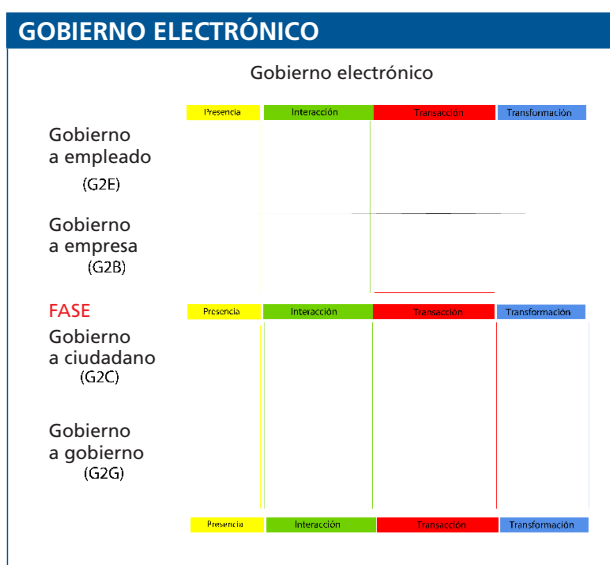 GOBIERNO ELECTRÓNICO
Gobierno electrónico
Presencia Interacción Transacción Transformación
Gobierno
a empleado
(G2E)
Gobierno
a empresa
(G2B)
FASE
Presencia Interacción Transacción Transformación
Gobierno
a ciudadano
(G2C)
Gobierno
a gobierno
(G2G)
Presencia Interacción Transacción Transformación